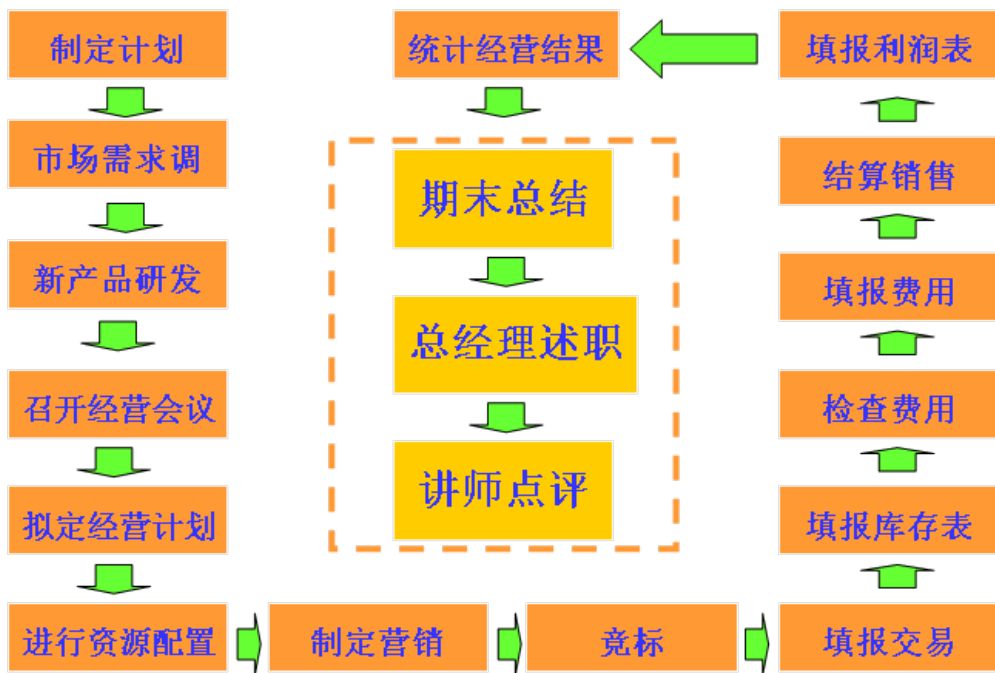 制定计划
市场需求调
新产品研发
召开经营会议
拟定经营计划
进行资源配置
制定营销
竞标
填报交易
填报库存表
检查费用
填报费用
结算销售
填报利润表
统计经营结果
期末总结
总经理述职
讲师点评